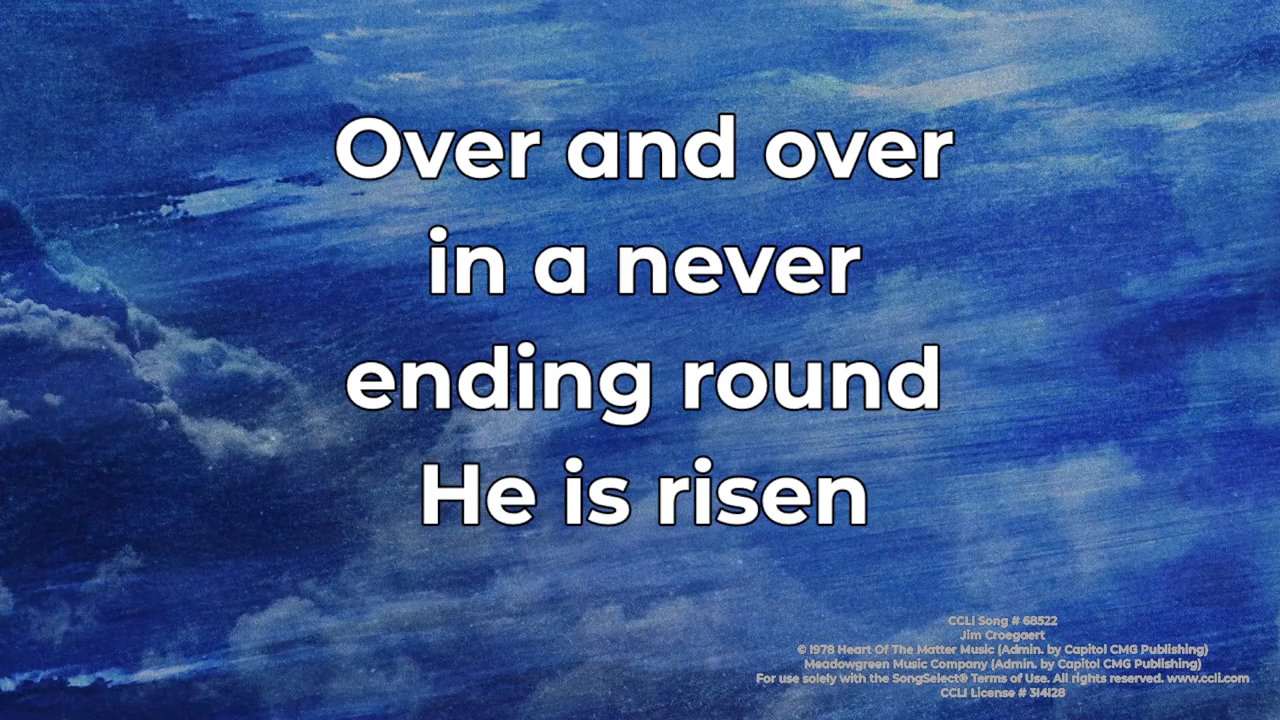 Over and over
in a never
ending round
He is risen
CCLI Song # 68522
Jim Croegaert
© 1978 Heart Of The Matter Music (Admin. by Capitol CMG Publishing)
Meadowgreen Music Company (Admin. by Capitol CMG Publishing)
For use solely with the SongSelect® Terms of Use. All rights reserved. www.ccli.com
CCLI License # 314128